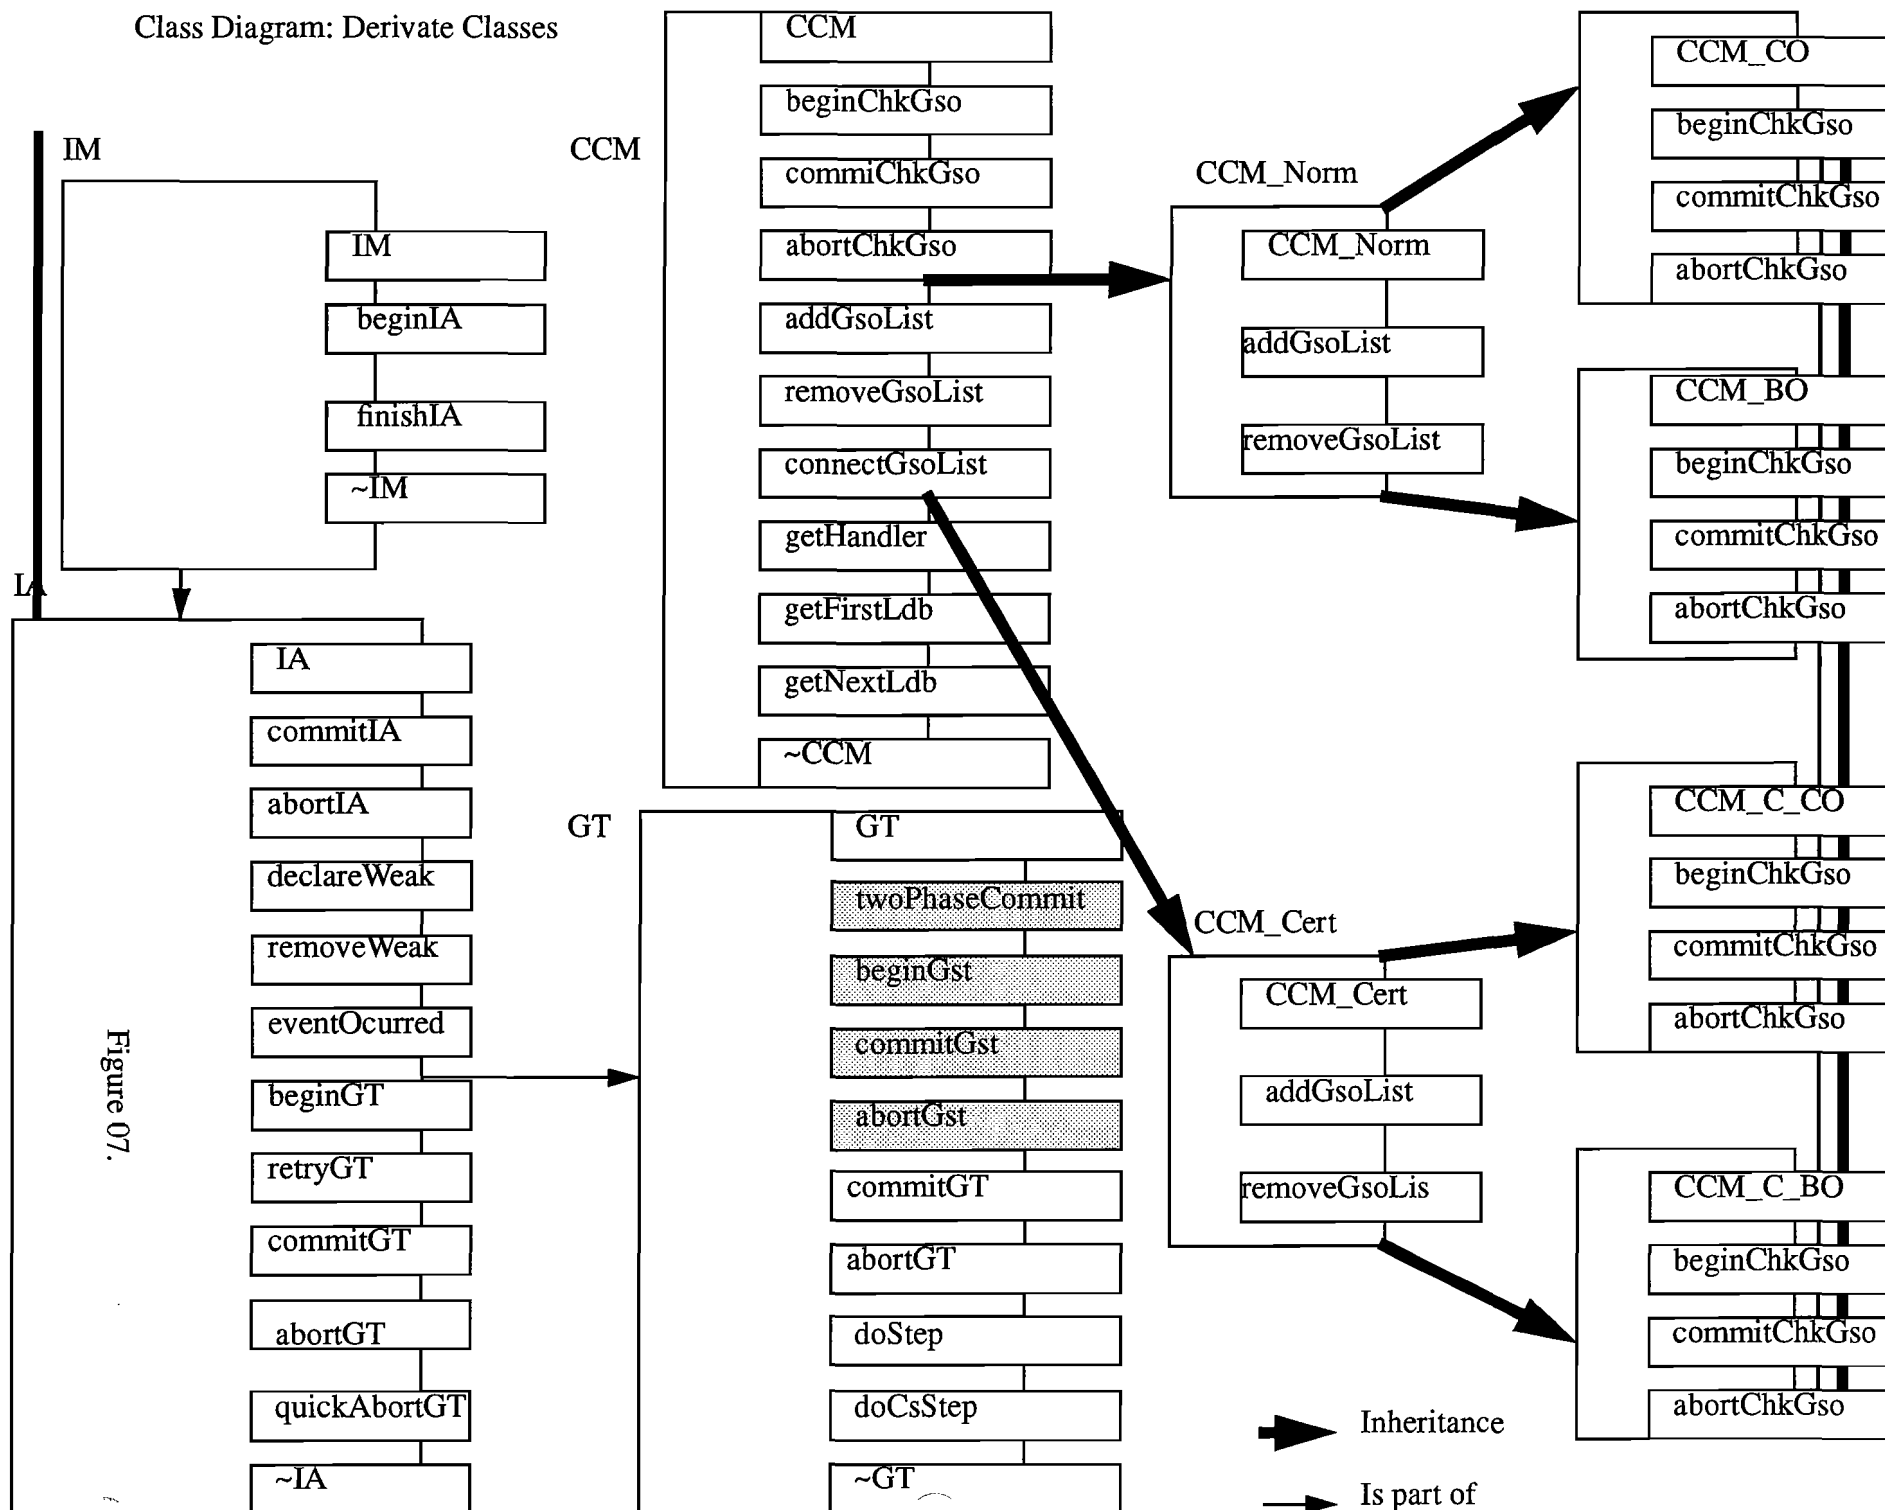 Class Diagram: Derivate Classes
IM
IM
beginIA
finishIA
~IM
IA
IA
commitIA
abortIA
declareWeak
removeWeak
eventOcurred
beginGT
retryGT
commitGT
abortGT
quickAbortGT
~IA
Figure 07.
CCM
CCM
beginChkGso
commiChkGso
abortChkGso
addGsoList
removeGsoList
connectGsoList
getHandler
getFirstLdb
getNextLdb
~CCM
GT
GT
twoPhaseCommit
beginGst
commitGst
abortGst
commitGT
abortGT
doStep
doCsStep
~GT
CCM_Norm
CCM_Norm
addGsoList
removeGsoList
CCM_Cert
CCM_Cert
addGsoList
removeGsoLis
CCM_CO
beginChkGso
commitChkGso
abortChkGso
CCM_BO
beginChkGso
commitChkGso
abortChkGso
CCM_C_CO
beginChkGso
commitChkGso
abortChkGso
CCM_C_BO
beginChkGso
commitChkGso
abortChkGso
Inheritance
Is part of